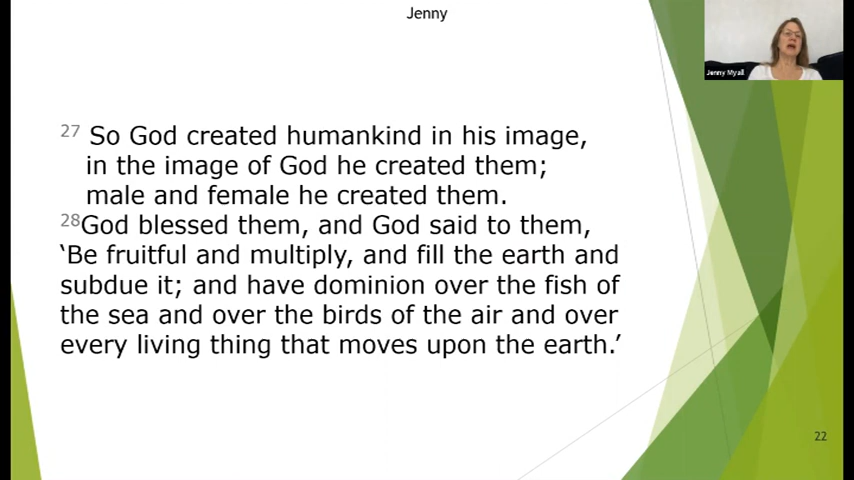 Jenny
Jenny Myall
27 So God created humankind in his image,
in the image of God he created them;
male and female he created them.
28God blessed them, and God said to them,
‘Be fruitful and multiply, and fill the earth and
subdue it; and have dominion over the fish of
the sea and over the birds of the air and over
every living thing that moves upon the earth.’
22